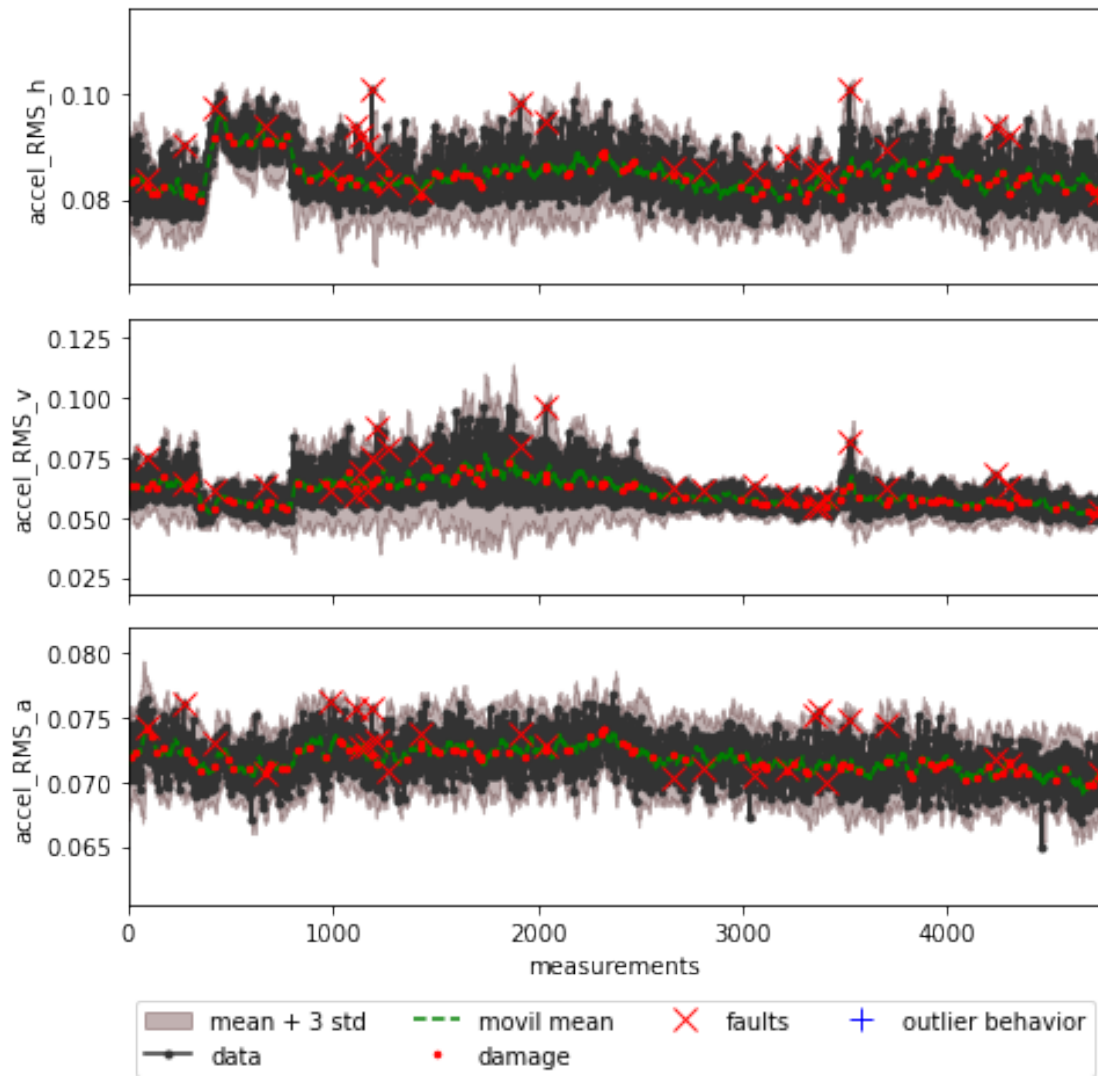 0.10
0.08
accel_RMS_h
0.125
0.100
0.075
0.050
0.025
accel_RMS_v
0.080
0.075
0.070
0.065
accel_RMS_a
0 1000 2000 3000 4000
measurements
mean + 3 std movil mean faults outlier behavior
data damage